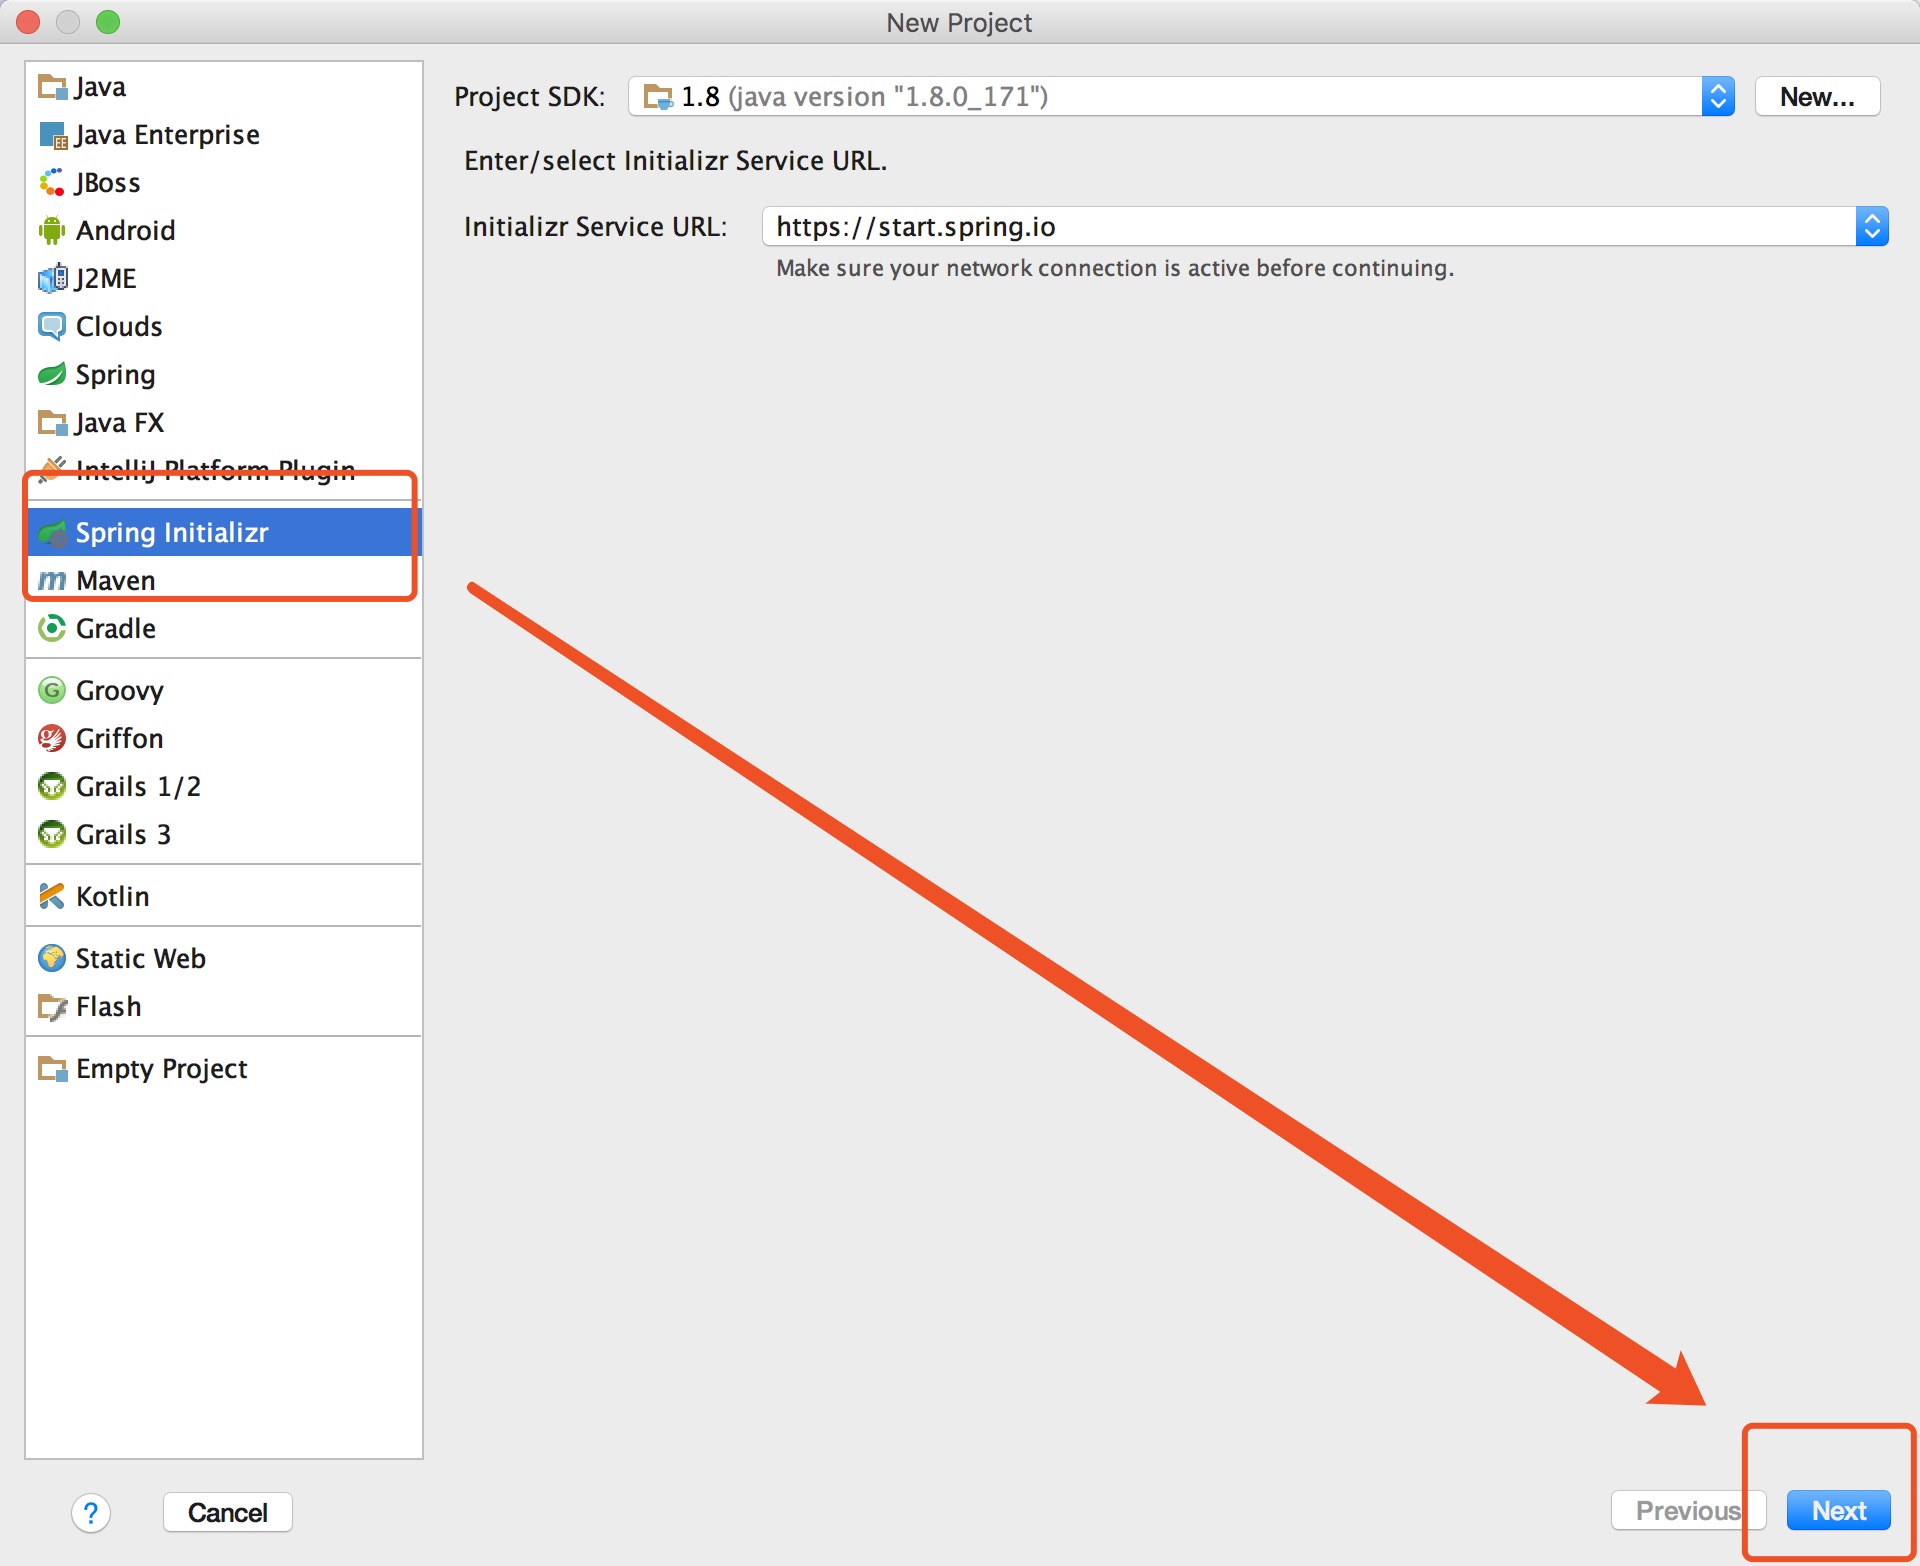 New Project
Java
Java Enterprise
JBoss
Android
J2ME
Clouds
Spring
Java FX
IntelliJ Platform Plugin
Spring Initializr
Maven
Gradle
Groovy
Griffon
Grails 1/2
Grails 3
Kotlin
Static Web
Flash
Empty Project
Project SDK: 1.8 (java version "1.8.0_171") New...
Enter/select Initializr Service URL.
Initializr Service URL: https://start.spring.io
Make sure your network connection is active before continuing.
? Cancel Previous Next